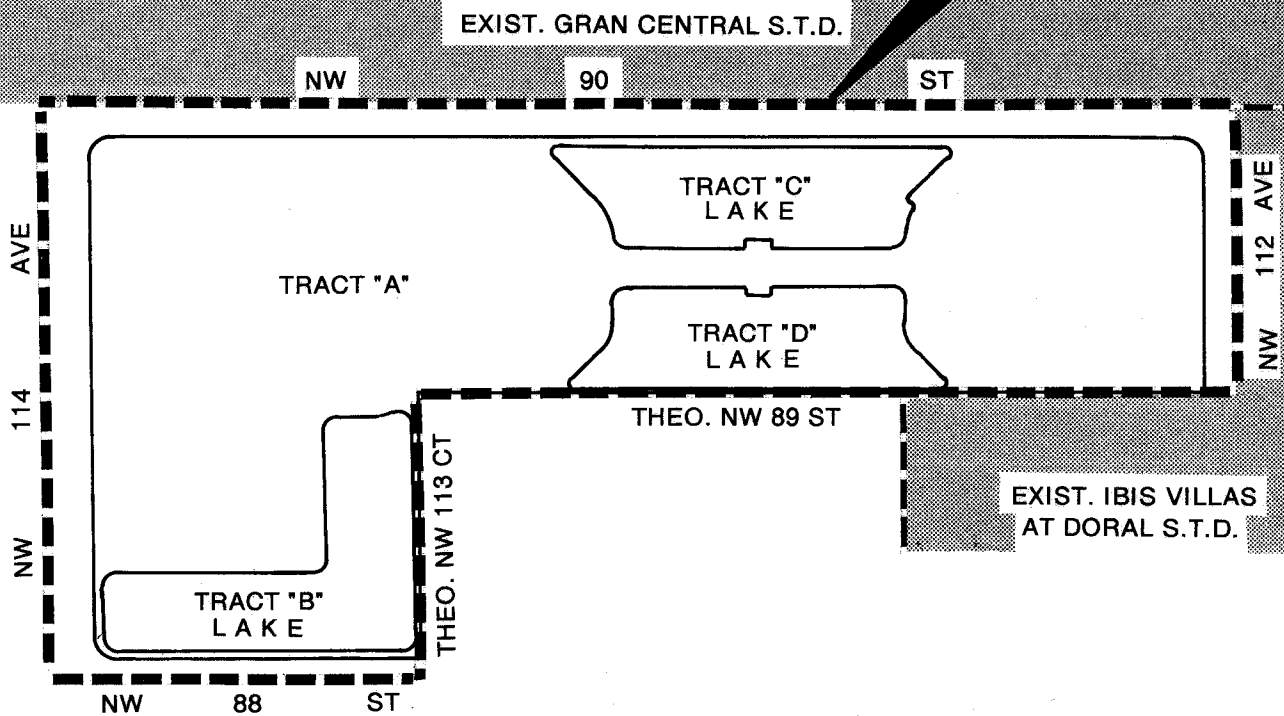 EXIST. GRAN CENTRAL S.T.D.
NW 90 ST
TRACT "C"
LAKE
TRACT "A"
TRACT "D"
LAKE
NW 114 AVE
NW 112 AVE
THEO. NW 89 ST
THEO. NW 113 CT
EXIST. IBIS VILLAS
AT DORAL S.T.D.
TRACT "B"
LAKE
NW 88 ST